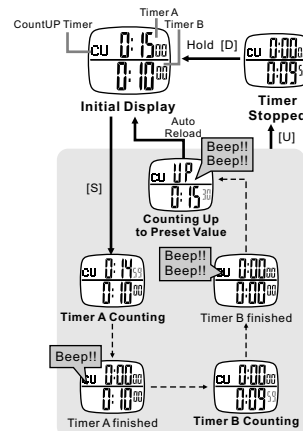 Timer A
CountUP Timer
Timer B
CU 0:15 00
0:10 00
Hold [D]
CU 0:00
0:09
Initial Display
Timer
Stopped
Auto
Reload
[U]
Beep!!
Beep!!
CU UP
0:15 30
[S]
Counting Up
to Preset Value
Beep!!
Beep!!
CU 0:14 59
0:10 00
CU 0:00 00
0:00 00
Timer A Counting
Timer B finished
Beep!!
CU 0:00 00
0:10 00
CU 0:00 00
0:09 59
Timer A finished
Timer B Counting